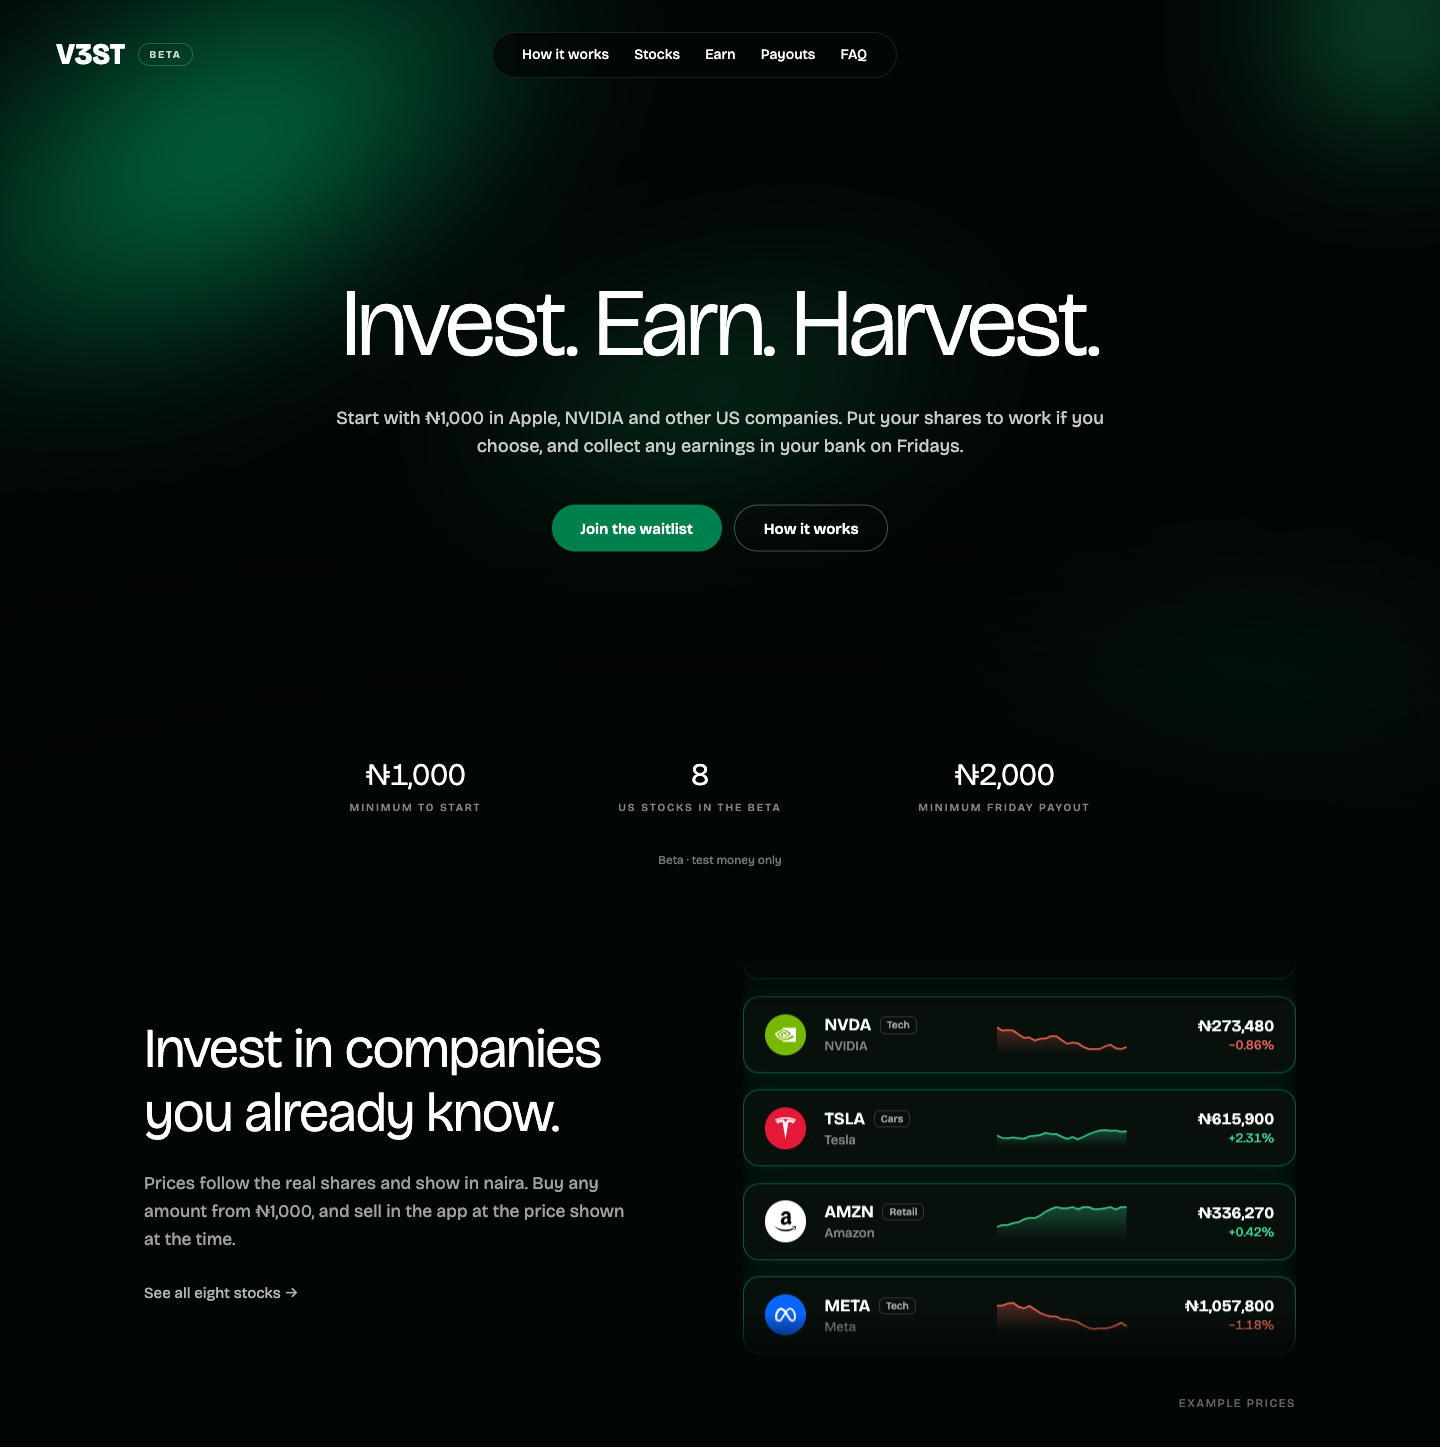 V3ST BETA
How it works Stocks Earn Payouts FAQ
Invest. Earn. Harvest.
Start with ₦1,000 in Apple, NVIDIA and other US companies. Put your shares to work if you
choose, and collect any earnings in your bank on Fridays.
Join the waitlist How it works
₦1,000 8 ₦2,000
MINIMUM TO START US STOCKS IN THE BETA MINIMUM FRIDAY PAYOUT
Beta · test money only
Invest in companies
you already know.
Prices follow the real shares and show in naira. Buy any
amount from ₦1,000, and sell in the app at the price shown
at the time.
See all eight stocks →
NVDA Tech ₦273,480
NVIDIA −0.86%
TSLA Cars ₦615,900
Tesla +2.31%
AMZN Retail ₦336,270
Amazon +0.42%
META Tech ₦1,057,800
Meta −1.18%
EXAMPLE PRICES